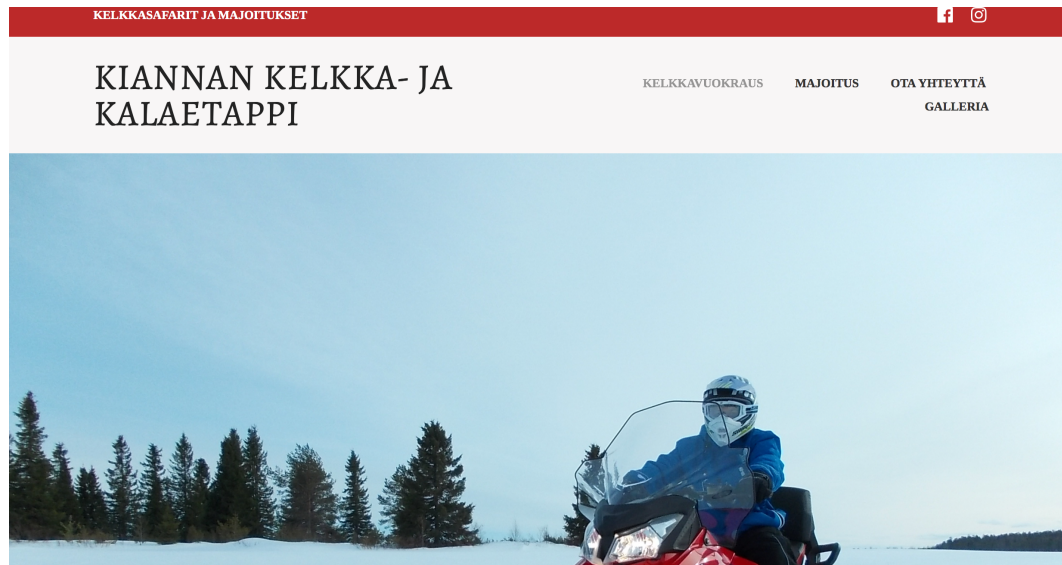 KELKKASAFARIT JA MAJOITUKSET
KIANNAN KELKKA- JA
KALAETAPPI
KELKKAVUOKRAUS MAJOITUS OTA YHTEYTTÄ
GALLERIA